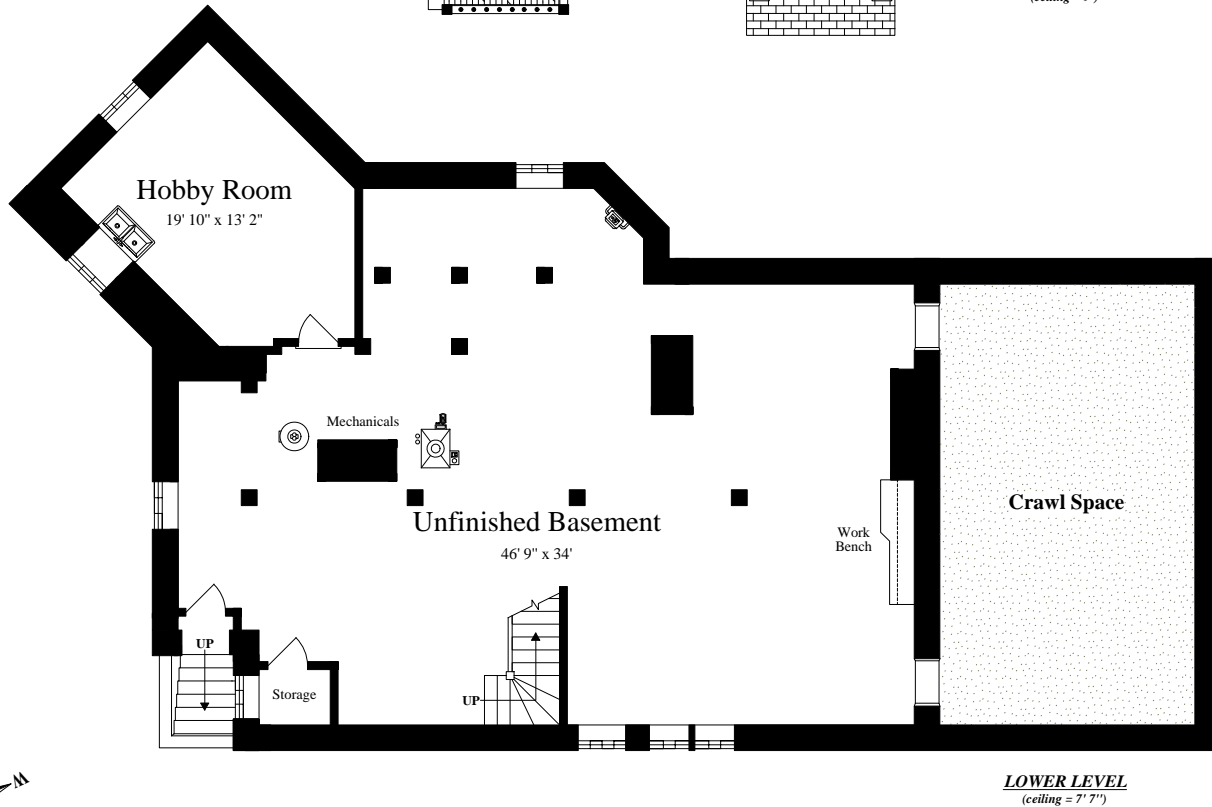 Hobby Room
19' 10" x 13' 2"
Mechanicals
Unfinished Basement
46' 9" x 34'
Work
Bench
Crawl Space
UP
Storage
UP
W
LOWER LEVEL
(ceiling = 7' 7")